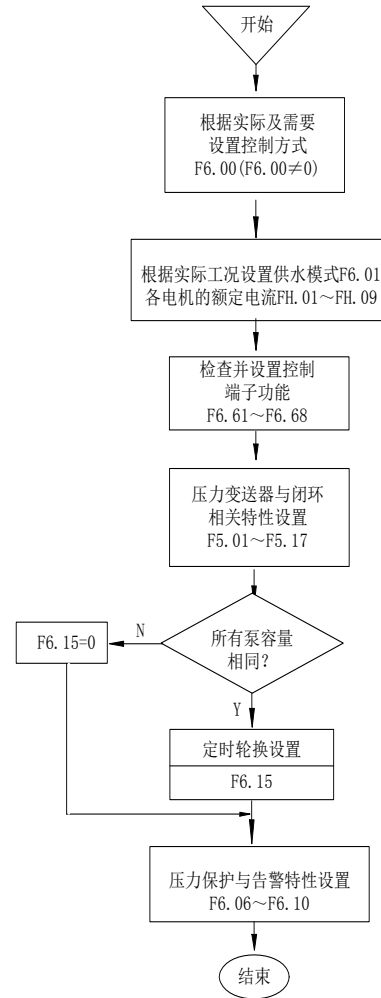 开始
根据实际及需要
设置控制方式
F6.00(F6.00≠0)
根据实际工况设置供水模式F6.01
各电机的额定电流FH.01～FH.09
检查并设置控制
端子功能
F6.61～F6.68
压力变送器与闭环
相关特性设置
F5.01～F5.17
所有泵容量
相同？
N
F6.15=0
Y
定时轮换设置
F6.15
压力保护与告警特性设置
F6.06～F6.10
结束